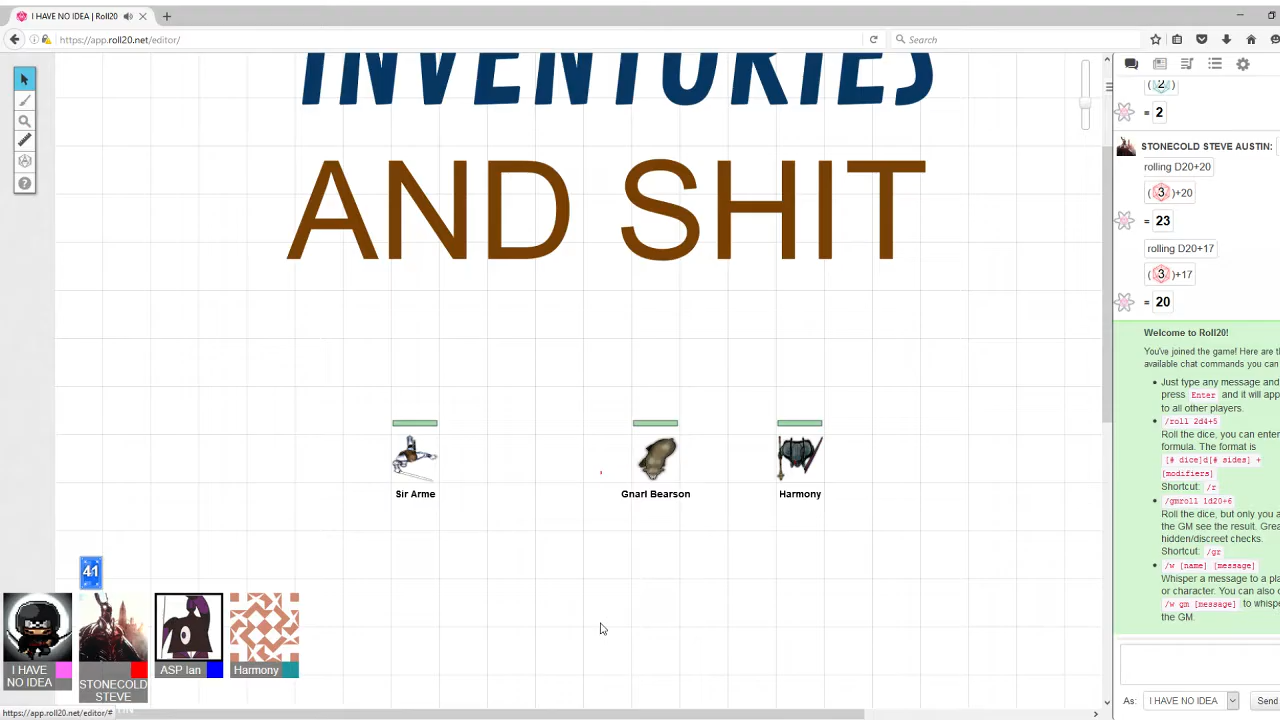 I HAVE NO IDEA | Roll20
https://app.roll20.net/editor/
Search
INVENTORIES
AND SHIT
Sir Arme
Gnarl Bearson
Harmony
41
I HAVE
NO IDEA
STONECOLD
STEVE
ASP Ian
Harmony
https://app.roll20.net/editor/#
(2)
= 2
STONECOLD STEVE AUSTIN:
rolling D20+20
(3)+20
= 23
rolling D20+17
(3)+17
= 20
Welcome to Roll20!
You've joined the game! Here are th
available chat commands you can
Just type any message and
press Enter and it will app
to all other players.
/roll 2d4+5
Roll the dice, you can enter
formula. The format is
[# dice]d[# sides] +
[modifiers]
Shortcut: /r
/gmroll 1d20+6
Roll the dice, but only you a
the GM see the result. Grea
hidden/discreet checks.
Shortcut: /gr
/w [name] [message]
Whisper a message to a pla
or character. You can also
/w gm [message] to whisp
the GM.
As: I HAVE NO IDEA
Send